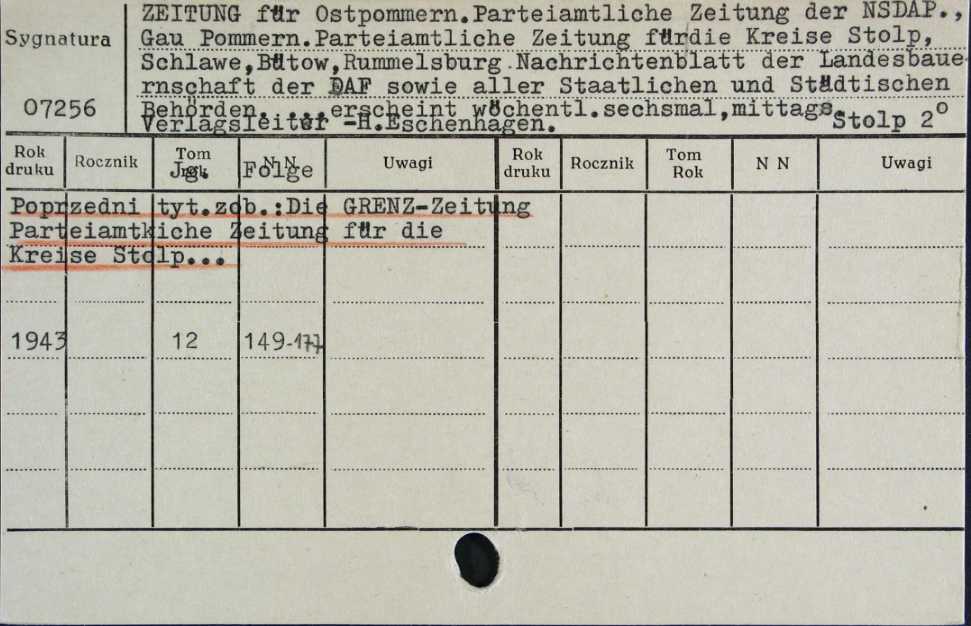 ZEITUNG für Ostpommern.Parteiamtliche Zeitung der NSDAP.,
Sygnatura
Gau Pommern.Parteiamtliche Zeitung fürdie Kreise Stolp,
Schlawe,Bütow,Rummelsburg.Nachrichtenblatt der Landesbaue-
rnschaft der DAF sowie aller Staatlichen und Städtischen
07256
Behörden. ... erscheint wöchentl.sechsmal,mittags.
Verlagsleiter -H.Eschenhagen.
Stolp 2°
Rok druku Rocznik Tom Jrg. N N Folge Uwagi Rok druku Rocznik Tom Rok N N Uwagi
Poprzedni tyt.zob.:Die GRENZ-Zeitung
Parteiamtkiche Zeitung für die
Kreise Stolp...
1943 12 149-177